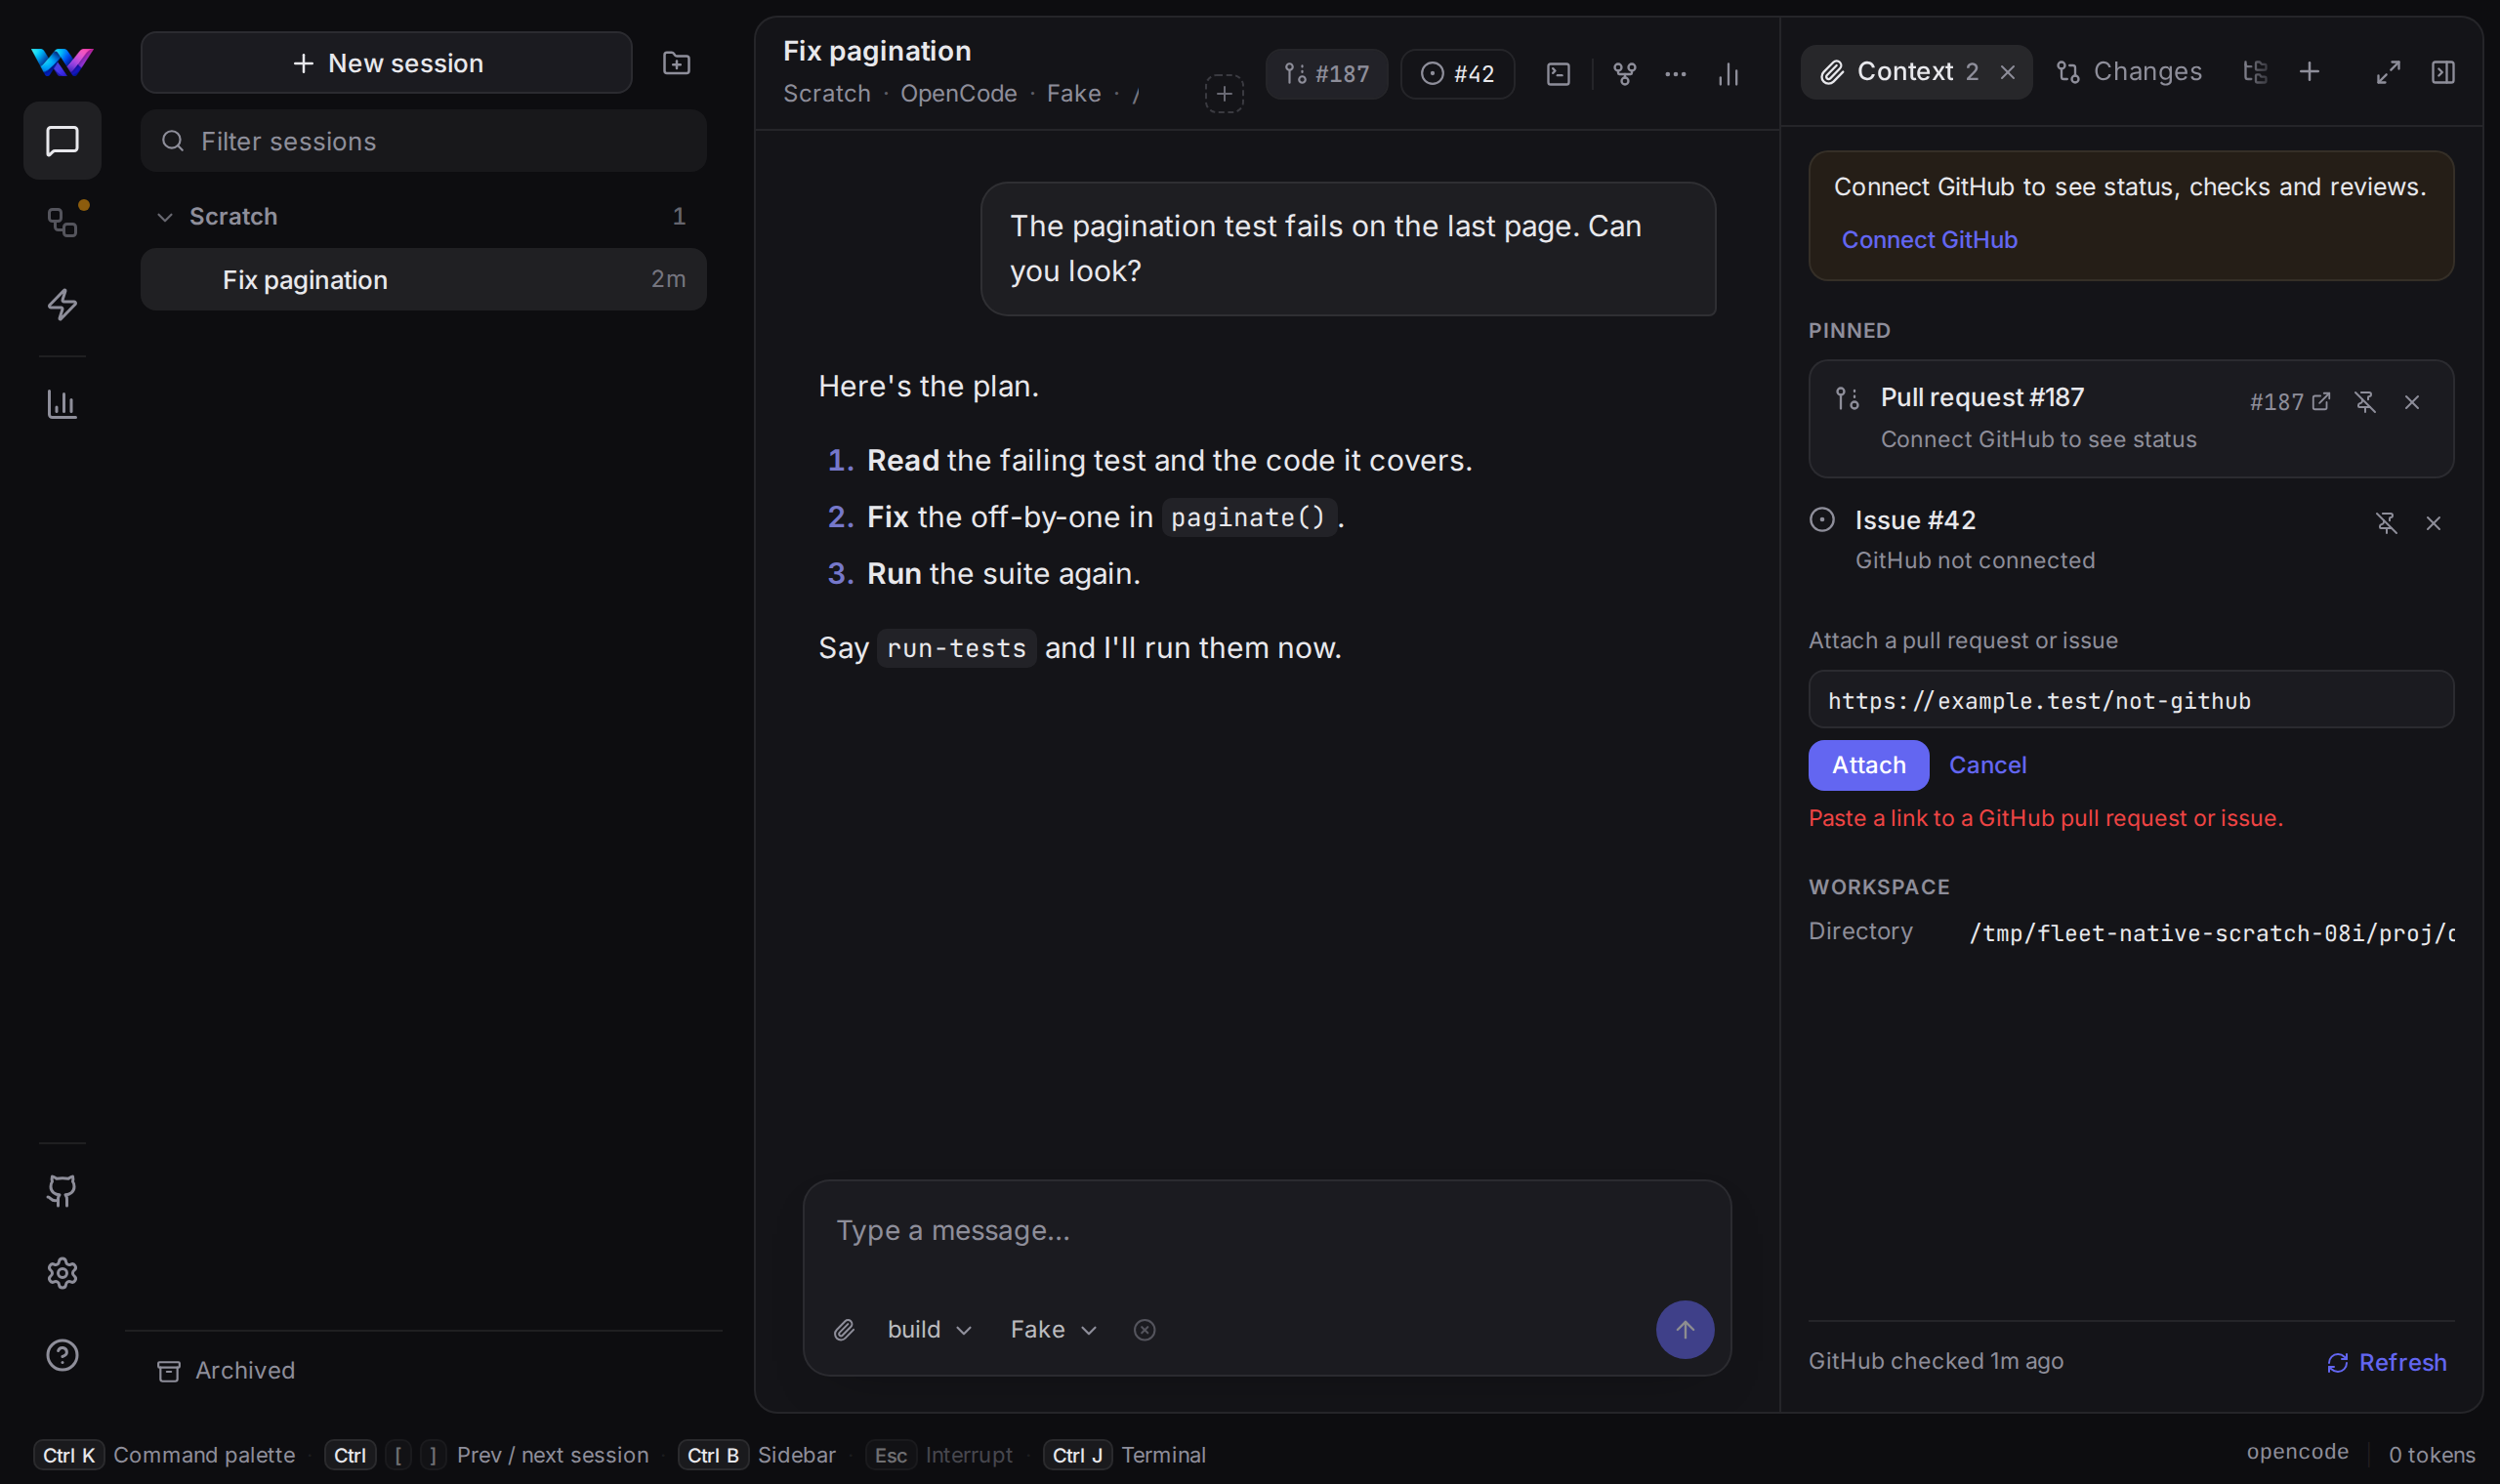 New session
Filter sessions
Scratch 1
Fix pagination 2m
Archived
Fix pagination
Scratch · OpenCode · Fake · /
#187
#42
The pagination test fails on the last page. Can
you look?
Here's the plan.
1. Read the failing test and the code it covers.
2. Fix the off-by-one in paginate().
3. Run the suite again.
Say run-tests and I'll run them now.
Type a message...
build
Fake
Context 2
Changes
Connect GitHub to see status, checks and reviews.
Connect GitHub
PINNED
Pull request #187 #187
Connect GitHub to see status
Issue #42
GitHub not connected
Attach a pull request or issue
https://example.test/not-github
Attach Cancel
Paste a link to a GitHub pull request or issue.
WORKSPACE
Directory /tmp/fleet-native-scratch-08i/proj/
GitHub checked 1m ago Refresh
Ctrl K Command palette · Ctrl [ ] Prev / next session · Ctrl B Sidebar · Esc Interrupt · Ctrl J Terminal
opencode 0 tokens